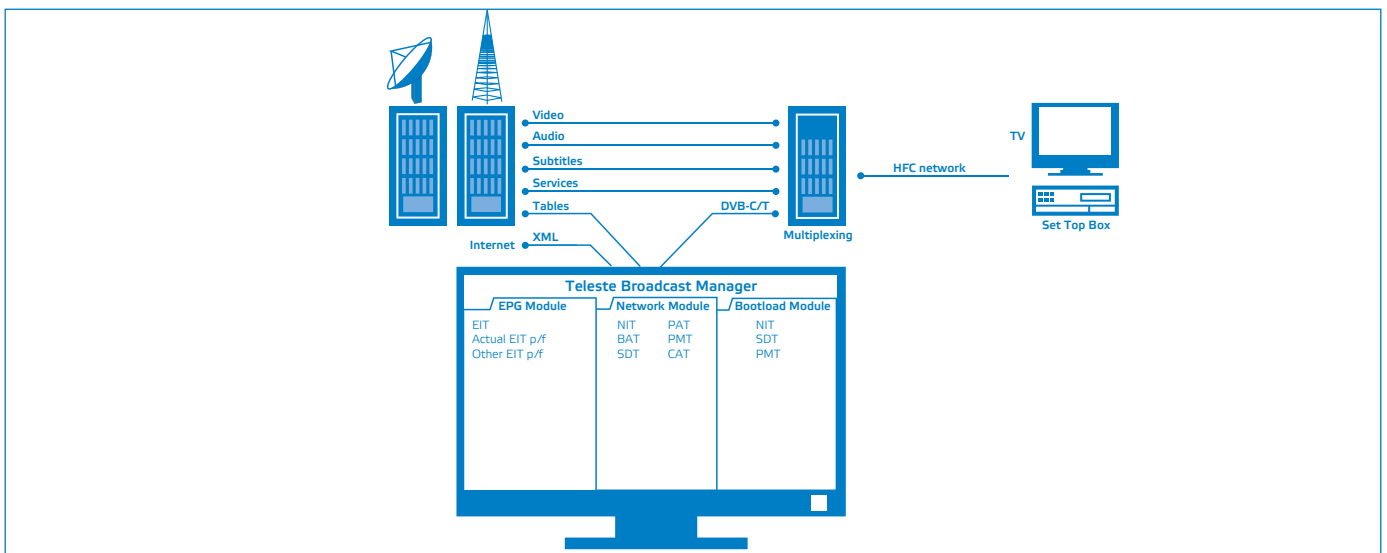 Video
Audio
Subtitles
Services
Tables
DVB-C/T
Internet
XML
Multiplexing
HFC network
TV
Set Top Box
Teleste Broadcast Manager
EPG Module
EIT
Actual EIT p/f
Other EIT p/f
Network Module
NIT PAT
BAT PMT
SDT CAT
Bootload Module
NIT
SDT
PMT